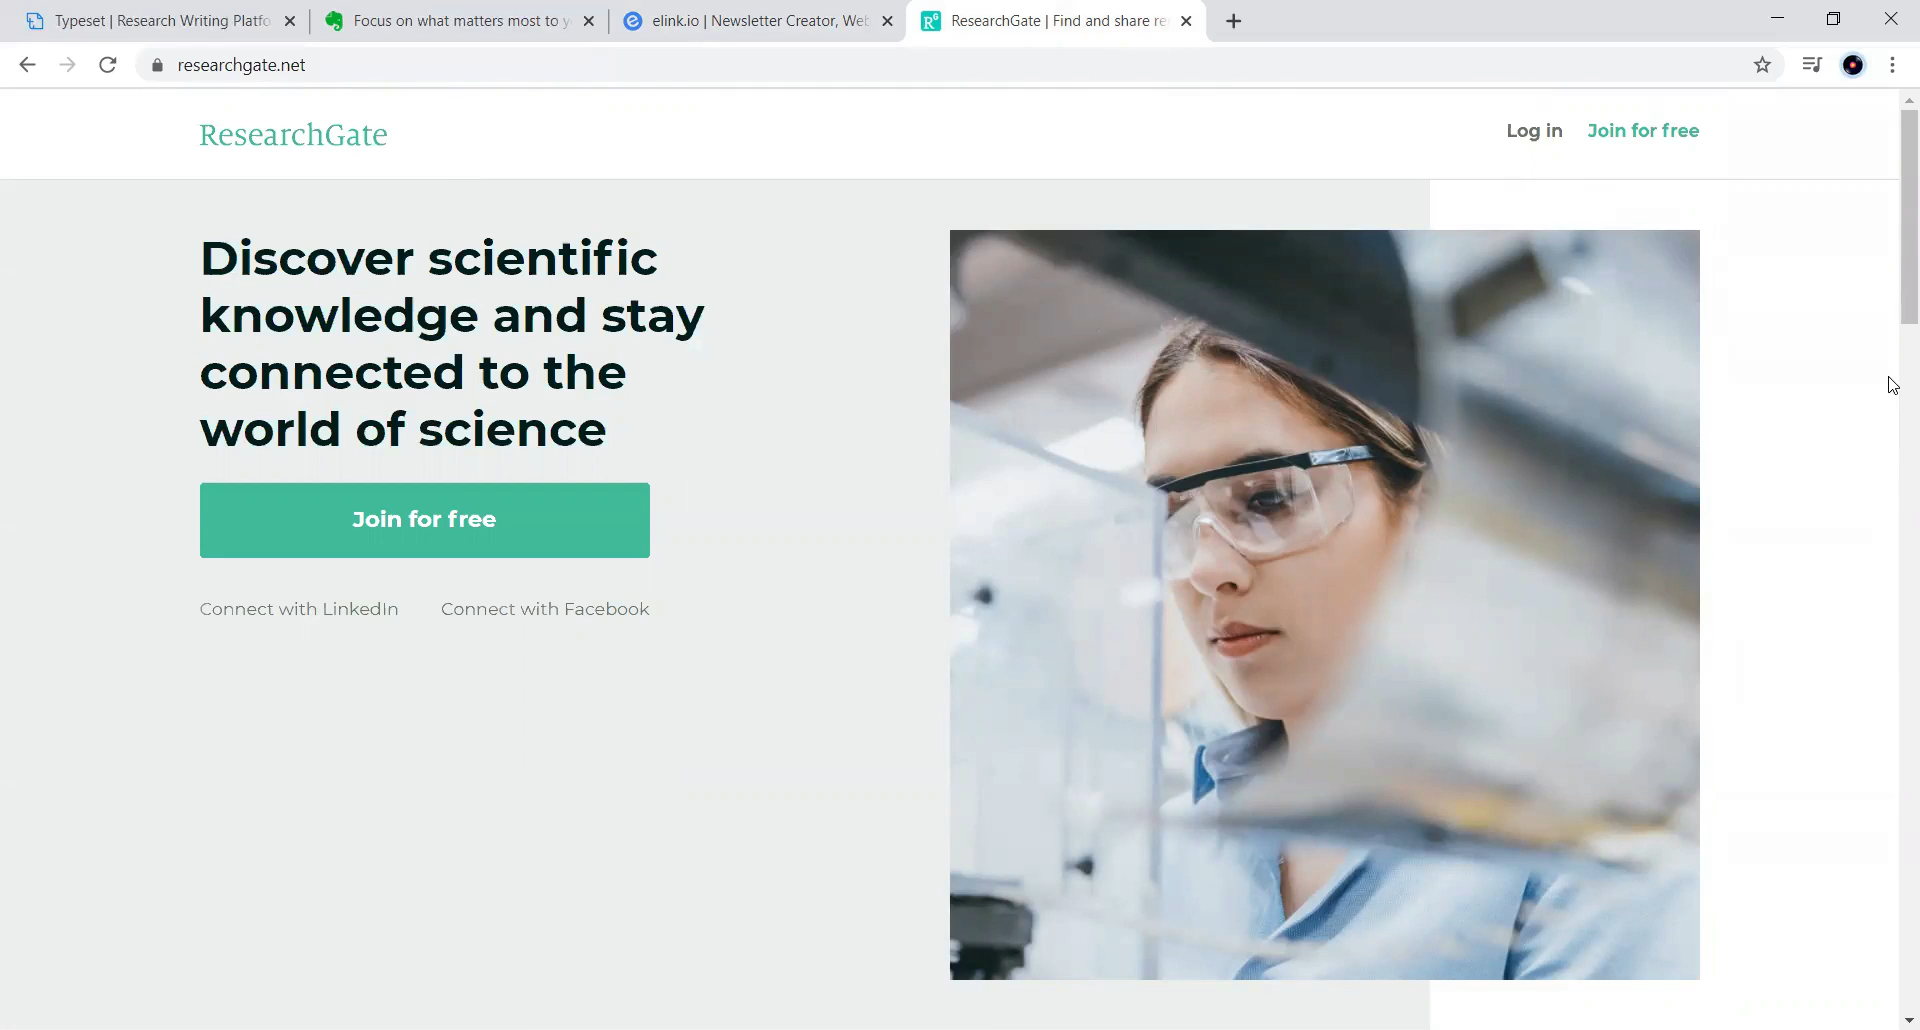 Typeset | Research Writing Platfo
Focus on what matters most to y
elink.io | Newsletter Creator, Web
ResearchGate | Find and share re
researchgate.net
ResearchGate
Log in
Join for free
Discover scientific
knowledge and stay
connected to the
world of science
Join for free
Connect with LinkedIn
Connect with Facebook